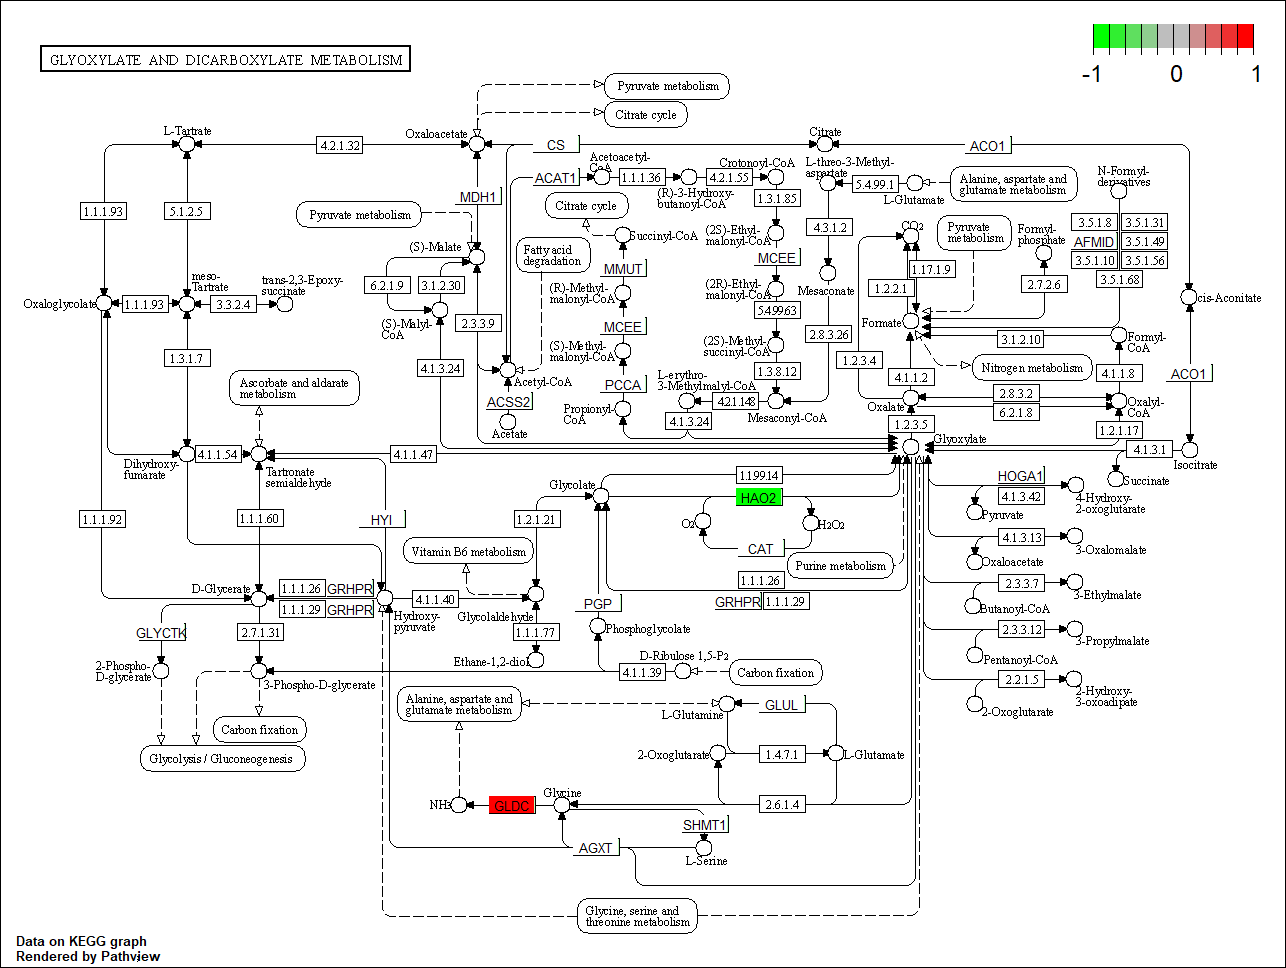 GLYOXYLATE AND DICARBOXYLATE METABOLISM
-1
0
1
Pyruvate metabolism
Citrate cycle
L-Tartrate
4.2.1.32
Oxaloacetate
CS
Citrate
ACO1
Acetoacetyl-
CoA
ACAT1
1.1.1.36
Crotonoyl-CoA
4.2.1.55
(R)-3-Hydroxy-
butanoyl-CoA
1.3.1.85
L-threo-3-Methyl-
aspartate
5.4.99.1
L-Glutamate
Alanine, aspartate and
glutamate metabolism
N-Formyl-
derivatives
1.1.1.93
5.1.2.5
MDH1
Pyruvate metabolism
Citrate cycle
(S)-Malate
Fatty acid
degradation
Succinyl-CoA
(2S)-Ethyl-
malonyl-CoA
4.3.1.2
CO2
Pyruvate
metabolism
Formyl-
phosphate
3.5.1.8
3.5.1.31
AFMID
3.5.1.49
3.5.1.10
3.5.1.56
3.5.1.68
MMUT
MCEE
1.17.1.9
1.2.2.1
2.7.2.6
meso-
Tartrate
trans-2,3-Epoxy-
succinate
Oxaloglycolate
1.1.1.93
3.3.2.4
6.2.1.9
3.1.2.30
(R)-Methyl-
malonyl-CoA
(2R)-Ethyl-
malonyl-CoA
Mesaconate
cis-Aconitate
(S)-Malyl-
CoA
2.3.3.9
MCEE
5.4.99.63
Formate
2.8.3.26
3.1.2.10
Formyl-
CoA
1.3.1.7
(S)-Methyl-
malonyl-CoA
(2S)-Methyl-
succinyl-CoA
1.2.3.4
Nitrogen metabolism
4.1.3.24
Acetyl-CoA
PCCA
1.3.8.12
4.1.1.2
4.1.1.8
ACO1
Ascorbate and aldarate
metabolism
L-erythro-
3-Methylmalyl-CoA
ACSS2
4.2.1.148
2.8.3.2
6.2.1.8
Oxalyl-
CoA
Oxalate
Acetate
Propionyl-
CoA
4.1.3.24
Mesaconyl-CoA
1.2.3.5
1.2.1.17
Glyoxylate
4.1.3.1
Isocitrate
Dihydroxy-
fumarate
4.1.1.54
Tartronate
semialdehyde
4.1.1.47
1.1.99.14
Glycolate
HAO2
HOGA1
4.1.3.42
Succinate
4-Hydroxy-
2-oxoglutarate
Pyruvate
1.1.1.92
1.1.1.60
HYI
1.2.1.21
O2
H2O2
CAT
4.1.3.13
3-Oxalomalate
Oxaloacetate
Vitamin B6 metabolism
Purine metabolism
D-Glycerate
1.1.1.26
GRHPR
1.1.1.29
GRHPR
4.1.1.40
Hydroxy-
pyruvate
Glycolaldehyde
1.1.1.26
GRHPR
1.1.1.29
2.3.3.7
3-Ethylmalate
Butanoyl-CoA
PGP
GLYCTK
2.7.1.31
1.1.1.77
Phosphoglycolate
2.3.3.12
3-Propylmalate
Pentanoyl-CoA
2-Phospho-
D-glycerate
Ethane-1,2-diol
D-Ribulose 1,5-P2
4.1.1.39
Carbon fixation
2.2.1.5
2-Hydroxy-
3-oxoadipate
2-Oxoglutarate
3-Phospho-D-glycerate
Carbon fixation
Glycolysis / Gluconeogenesis
Alanine, aspartate and
glutamate metabolism
L-Glutamine
GLUL
2-Oxoglutarate
1.4.7.1
L-Glutamate
2.6.1.4
NH3
GLDC
Glycine
SHMT1
AGXT
L-Serine
Glycine, serine and
threonine metabolism
Data on KEGG graph
Rendered by Pathview